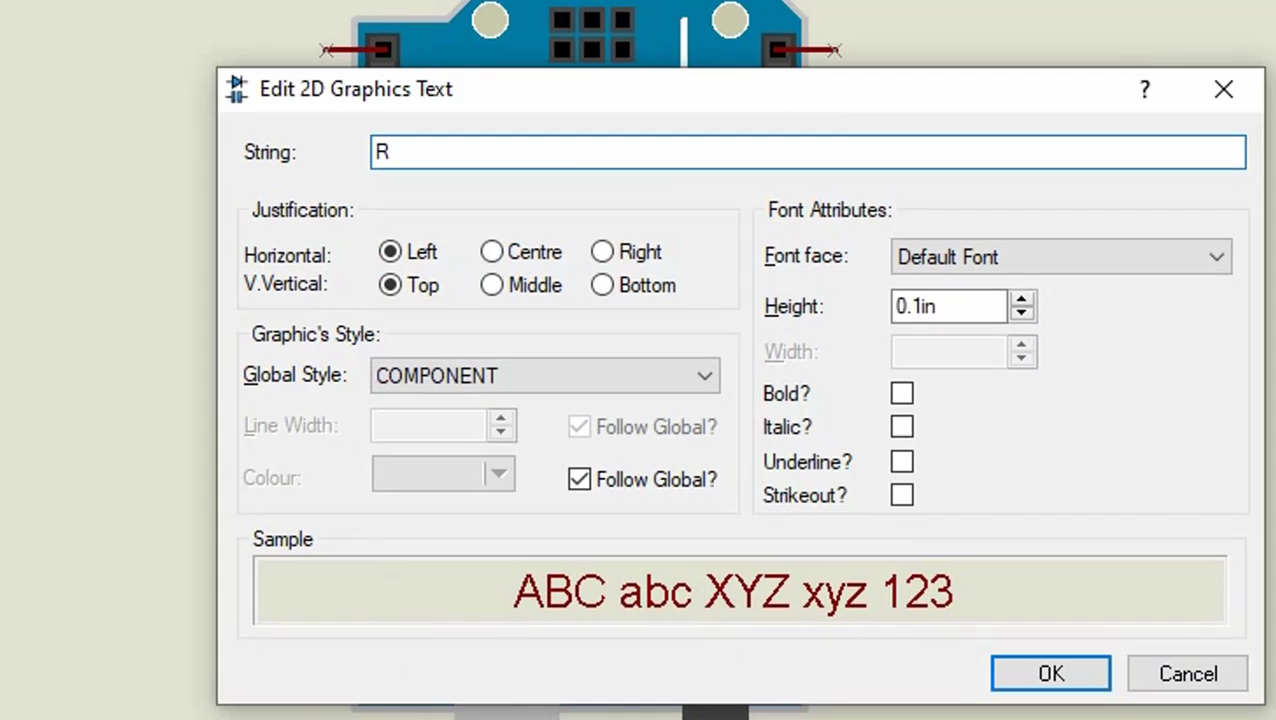 Edit 2D Graphics Text
?
String: R
Justification:
Horizontal: Left Centre Right
V.Vertical: Top Middle Bottom
Graphic's Style:
Global Style: COMPONENT
Line Width: Follow Global?
Colour: Follow Global?
Font Attributes:
Font face: Default Font
Height: 0.1in
Width:
Bold?
Italic?
Underline?
Strikeout?
Sample
ABC abc XYZ xyz 123
OK Cancel